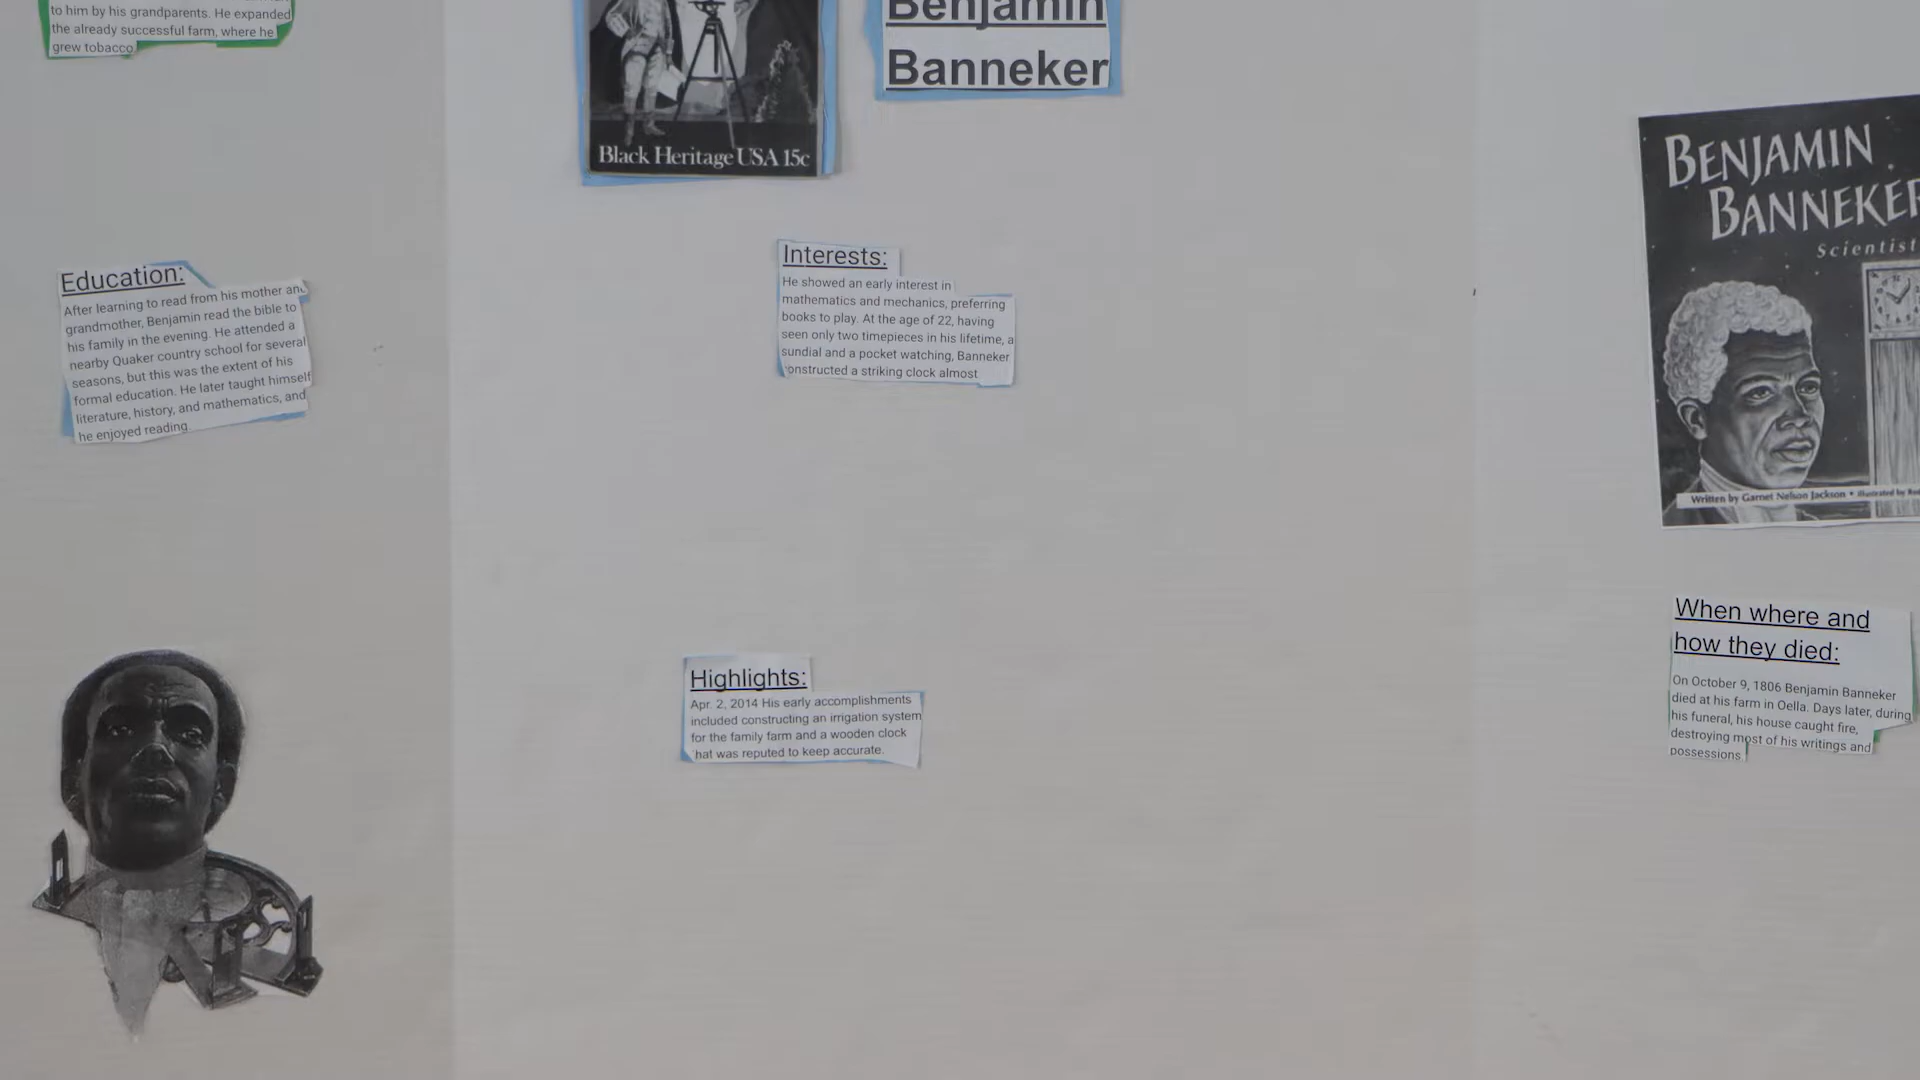 to him by his grandparents. He expanded
the already successful farm, where he
grew tobacco
Education:
After learning to read from his mother and
grandmother, Benjamin read the bible to
his family in the evening. He attended a
nearby Quaker country school for several
seasons, but this was the extent of his
formal education. He later taught himself
literature, history, and mathematics, and
he enjoyed reading
Black Heritage USA 15c
Benjamin
Banneker
Interests:
He showed an early interest in
mathematics and mechanics, preferring
books to play. At the age of 22, having
seen only two timepieces in his lifetime, a
sundial and a pocket watching, Banneker
constructed a striking clock almost
Highlights:
Apr. 2, 2014 His early accomplishments
included constructing an irrigation system
for the family farm and a wooden clock
hat was reputed to keep accurate.
BENJAMIN
BANNEKER
Scientist
Written by Garnet Nelson Jackson • Illustrated by
When where and
how they died:
On October 9, 1806 Benjamin Banneker
died at his farm in Oella. Days later, during
his funeral, his house caught fire,
destroying most of his writings and
possessions